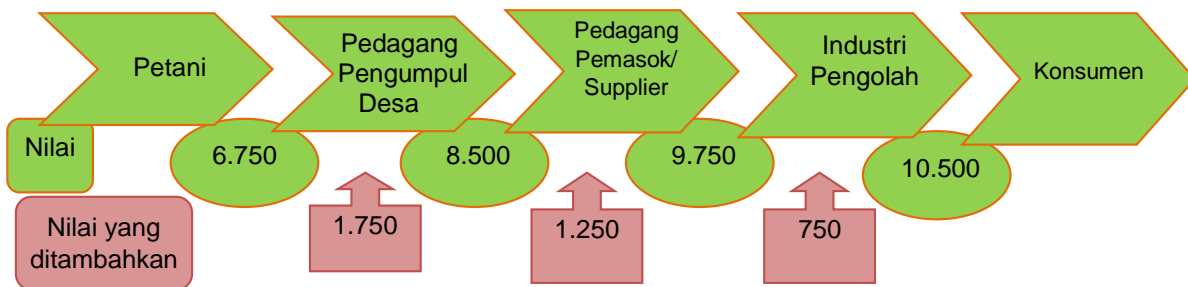 Petani
Pedagang
Pengumpul
Desa
Pedagang
Pemasok/
Supplier
Industri
Pengolah
Konsumen
Nilai
6.750
8.500
9.750
10.500
Nilai yang
ditambahkan
1.750
1.250
750